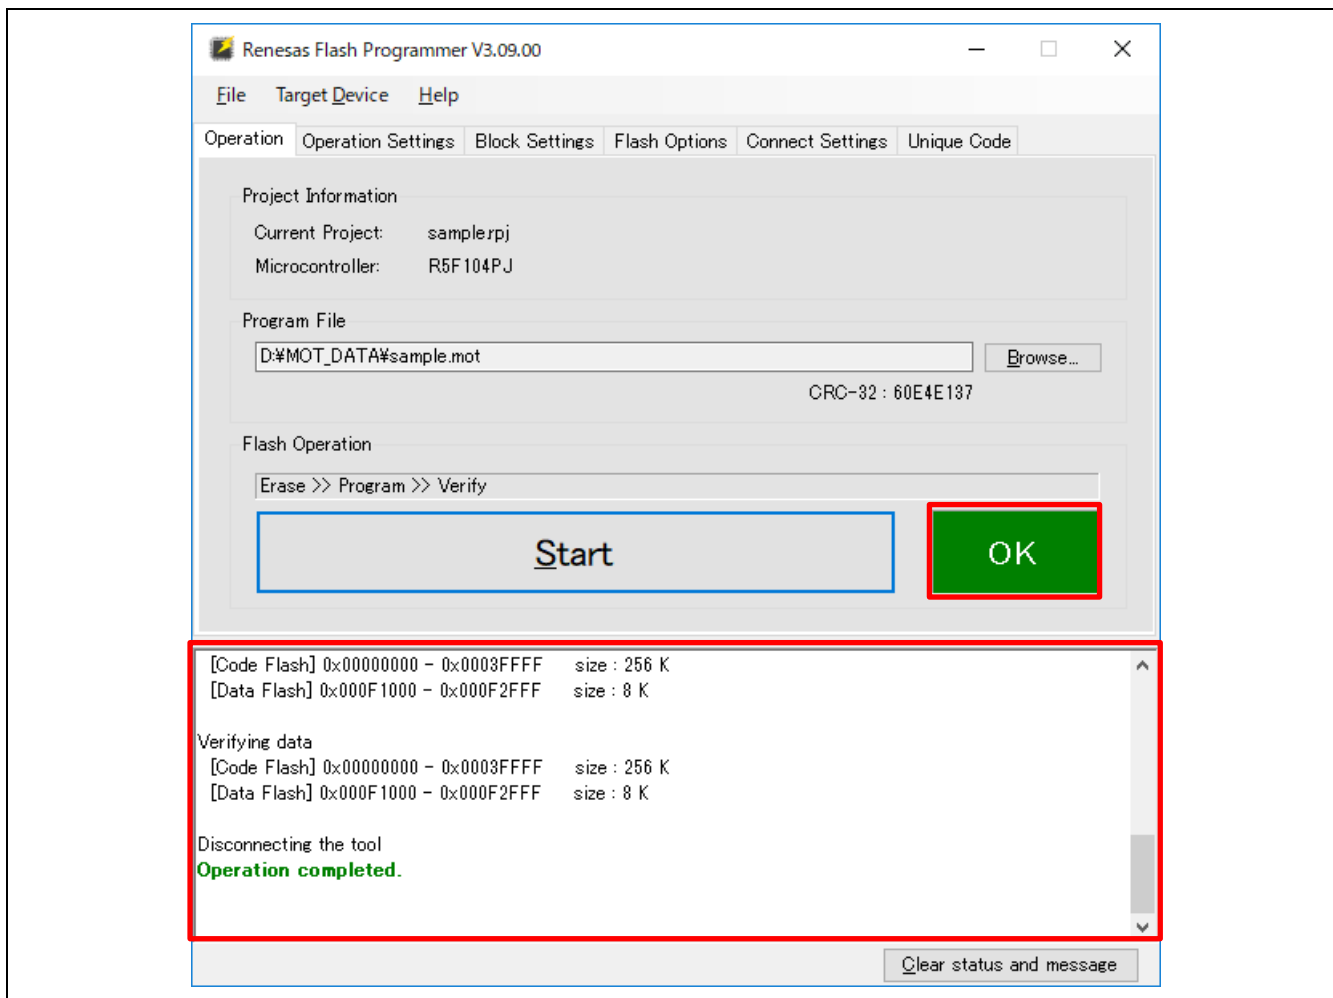 Renesas Flash Programmer V3.09.00
File Target Device Help
Operation Operation Settings Block Settings Flash Options Connect Settings Unique Code
Project Information
Current Project: sample.rpj
Microcontroller: R5F104PJ
Program File
D:¥MOT_DATA¥sample.mot Browse...
CRC-32 : 60E4E137
Flash Operation
Erase >> Program >> Verify
Start OK
[Code Flash] 0x00000000 - 0x0003FFFF size : 256 K
[Data Flash] 0x000F1000 - 0x000F2FFF size : 8 K
Verifying data
[Code Flash] 0x00000000 - 0x0003FFFF size : 256 K
[Data Flash] 0x000F1000 - 0x000F2FFF size : 8 K
Disconnecting the tool
Operation completed.
Clear status and message